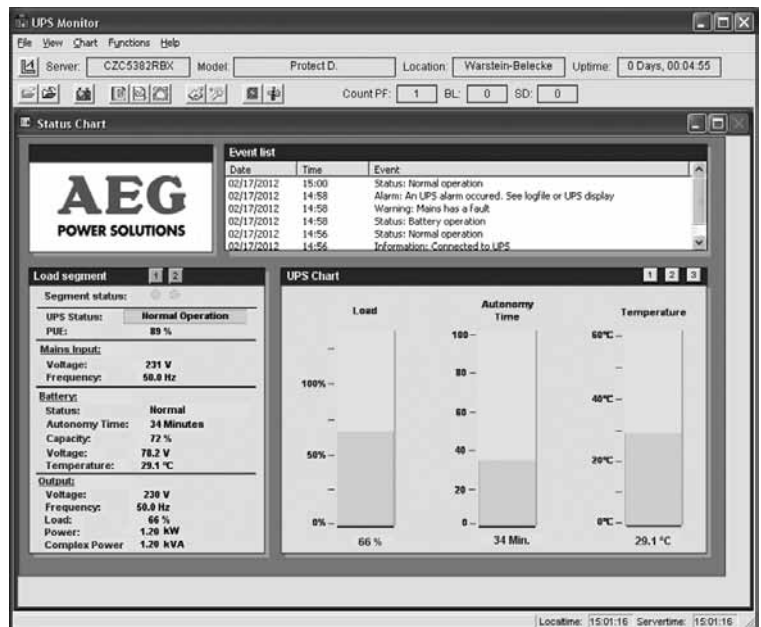 UPS Monitor
File View Chart Functions Help
Server: CZC5382RBX Model: Protect D. Location: Warstein-Belecke Uptime: 0 Days, 00:04:55
Count PF: 1 BL: 0 SD: 0
Status Chart
AEG
POWER SOLUTIONS
Event list
Date Time Event
02/17/2012 15:00 Status: Normal operation
02/17/2012 14:58 Alarm: An UPS alarm occured. See logfile or UPS display
02/17/2012 14:58 Warning: Mains has a fault
02/17/2012 14:58 Status: Battery operation
02/17/2012 14:56 Status: Normal operation
02/17/2012 14:56 Information: Connected to UPS
Load segment 1 2
Segment status:
UPS Status: Normal Operation
PUE: 89 %
Mains Input:
Voltage: 231 V
Frequency: 50.0 Hz
Battery:
Status: Normal
Autonomy Time: 34 Minutes
Capacity: 72 %
Voltage: 78.2 V
Temperature: 29.1 °C
Output:
Voltage: 230 V
Frequency: 50.0 Hz
Load: 66 %
Power: 1.20 kW
Complex Power 1.20 kVA
UPS Chart 1 2 3
Load
100%
50%
0%
66 %
Autonomy
Time
100
80
60
40
20
0
34 Min.
Temperature
60°C
40°C
20°C
0°C
29.1 °C
Localtime: 15:01:16 Servertime: 15:01:16